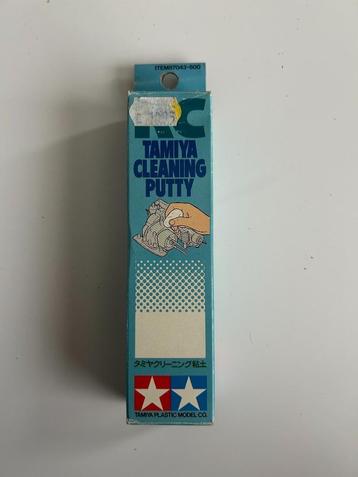 ITEM87043-600
RC
TAMIYA
CLEANING
PUTTY
タミヤクリーニング粘土
TAMIYA PLASTIC MODEL CO.